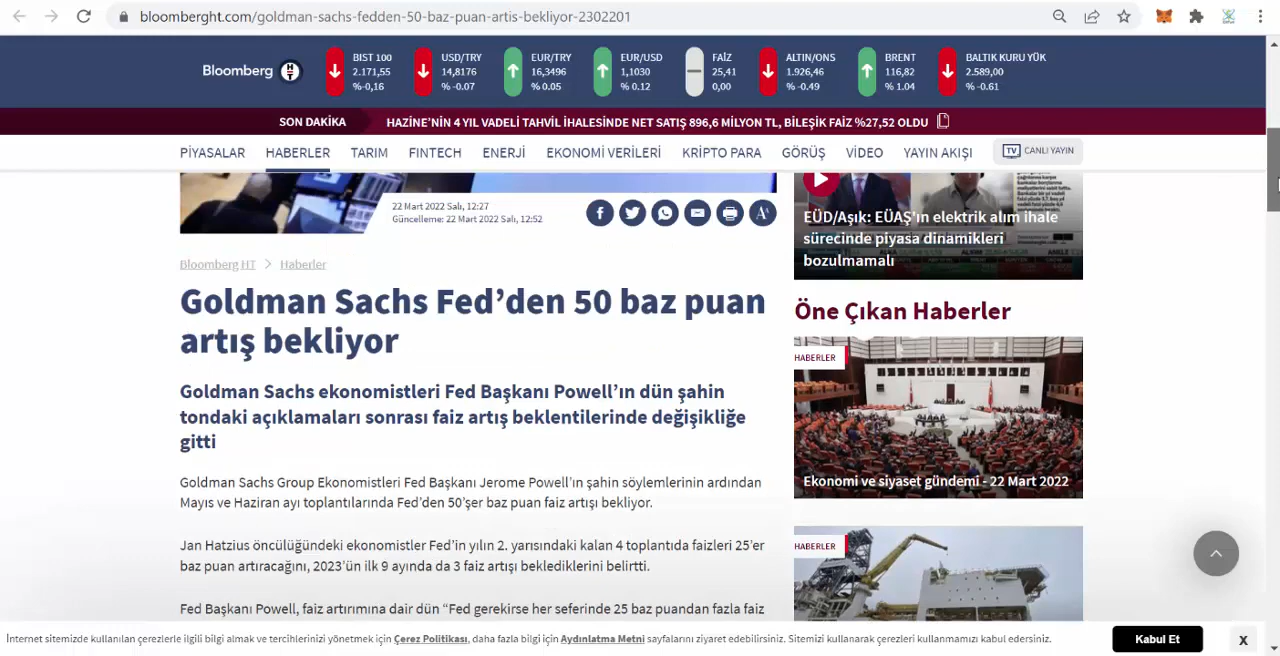 bloomberght.com/goldman-sachs-fedden-50-baz-puan-artis-bekliyor-2302201
Bloomberg HT
BIST 100
2.171,55
%-0,16
USD/TRY
14,8176
% -0.07
EUR/TRY
16,3496
% 0.05
EUR/USD
1,1030
% 0.12
FAİZ
25,41
0,00
ALTIN/ONS
1.926,46
% -0.49
BRENT
116,82
% 1.04
BALTIK KURU YÜK
2.589,00
% -0.61
SON DAKİKA
HAZİNE’NİN 4 YIL VADELİ TAHVİL İHALESİNDE NET SATIŞ 896,6 MİLYON TL, BİLEŞİK FAİZ %27,52 OLDU
PİYASALAR HABERLER TARIM FINTECH ENERJİ EKONOMİ VERİLERİ KRİPTO PARA GÖRÜŞ VİDEO YAYIN AKIŞI TV CANLI YAYIN
22 Mart 2022 Salı, 12:27
Güncelleme: 22 Mart 2022 Salı, 12:52
Bloomberg HT > Haberler
Goldman Sachs Fed’den 50 baz puan
artış bekliyor
Goldman Sachs ekonomistleri Fed Başkanı Powell’ın dün şahin
tondaki açıklamaları sonrası faiz artış beklentilerinde değişikliğe
gitti
Goldman Sachs Group Ekonomistleri Fed Başkanı Jerome Powell’ın şahin söylemlerinin ardından
Mayıs ve Haziran ayı toplantılarında Fed’den 50’şer baz puan faiz artışı bekliyor.
Jan Hatzius öncülüğündeki ekonomistler Fed’in yılın 2. yarısındaki kalan 4 toplantıda faizleri 25’er
baz puan artıracağını, 2023’ün ilk 9 ayında da 3 faiz artışı beklediklerini belirtti.
Fed Başkanı Powell, faiz artırımına dair dün “Fed gerekirse her seferinde 25 baz puandan fazla faiz
EÜD/Aşık: EÜAŞ'ın elektrik alım ihale
sürecinde piyasa dinamikleri
bozulmamalı
Öne Çıkan Haberler
HABERLER
Ekonomi ve siyaset gündemi - 22 Mart 2022
HABERLER
İnternet sitemizde kullanılan çerezlerle ilgili bilgi almak ve tercihlerinizi yönetmek için Çerez Politikası, daha fazla bilgi için Aydınlatma Metni sayfalarını ziyaret edebilirsiniz. Sitemizi kullanarak çerezleri kullanmamızı kabul edersiniz.
Kabul Et
X